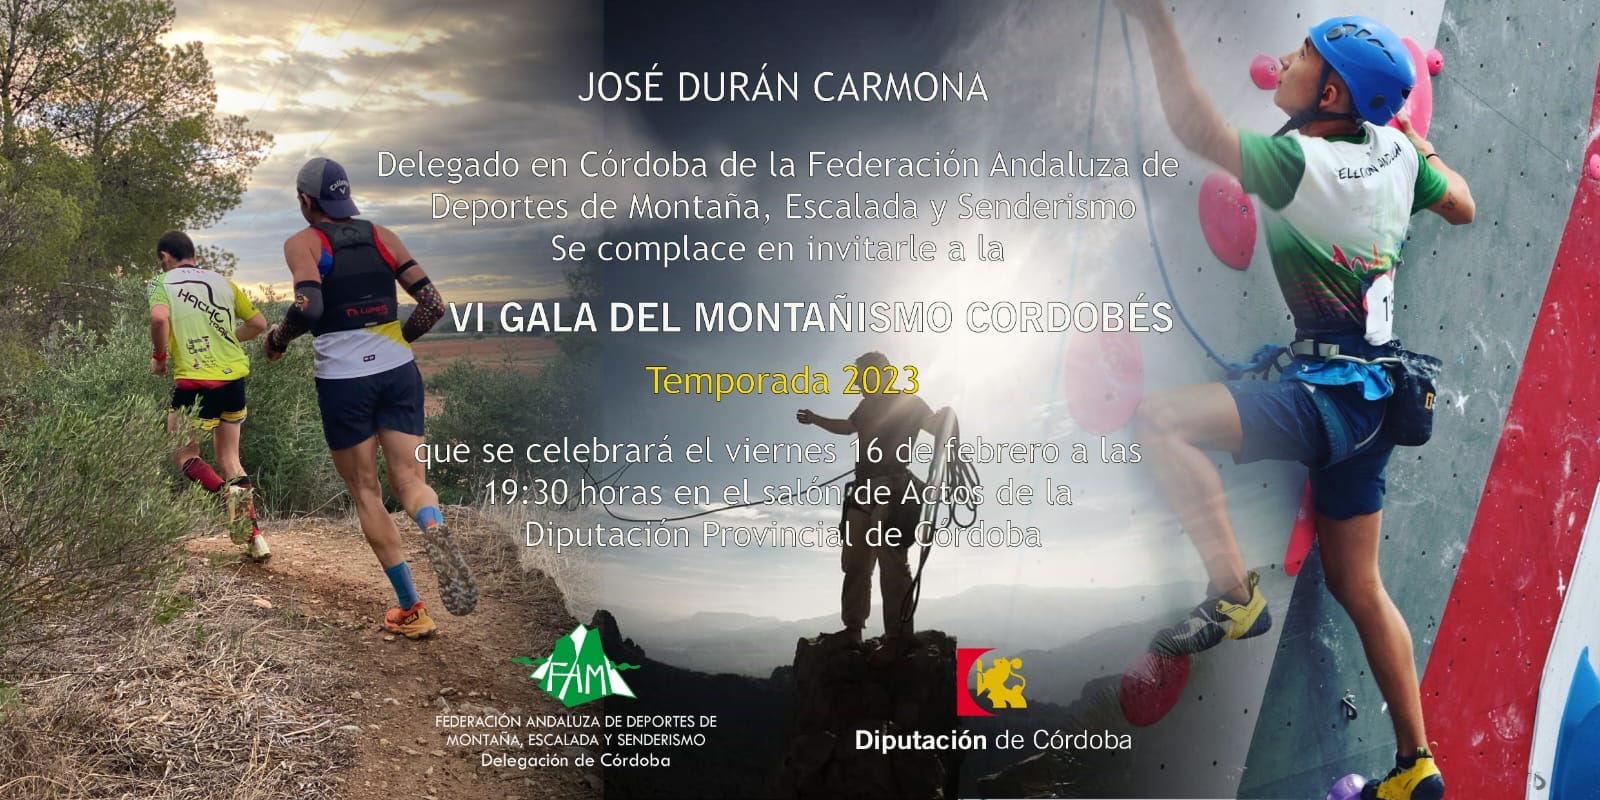 JOSÉ DURÁN CARMONA
Delegado en Córdoba de la Federación Andaluza de
Deportes de Montaña, Escalada y Senderismo
Se complace en invitarle a la
VI GALA DEL MONTAÑISMO CORDOBÉS
Temporada 2023
que se celebrará el viernes 16 de febrero a las
19:30 horas en el salón de Actos de la
Diputación Provincial de Córdoba
FAM
FEDERACIÓN ANDALUZA DE DEPORTES DE
MONTAÑA, ESCALADA Y SENDERISMO
Delegación de Córdoba
Diputación de Córdoba
HACHO
TRAIL